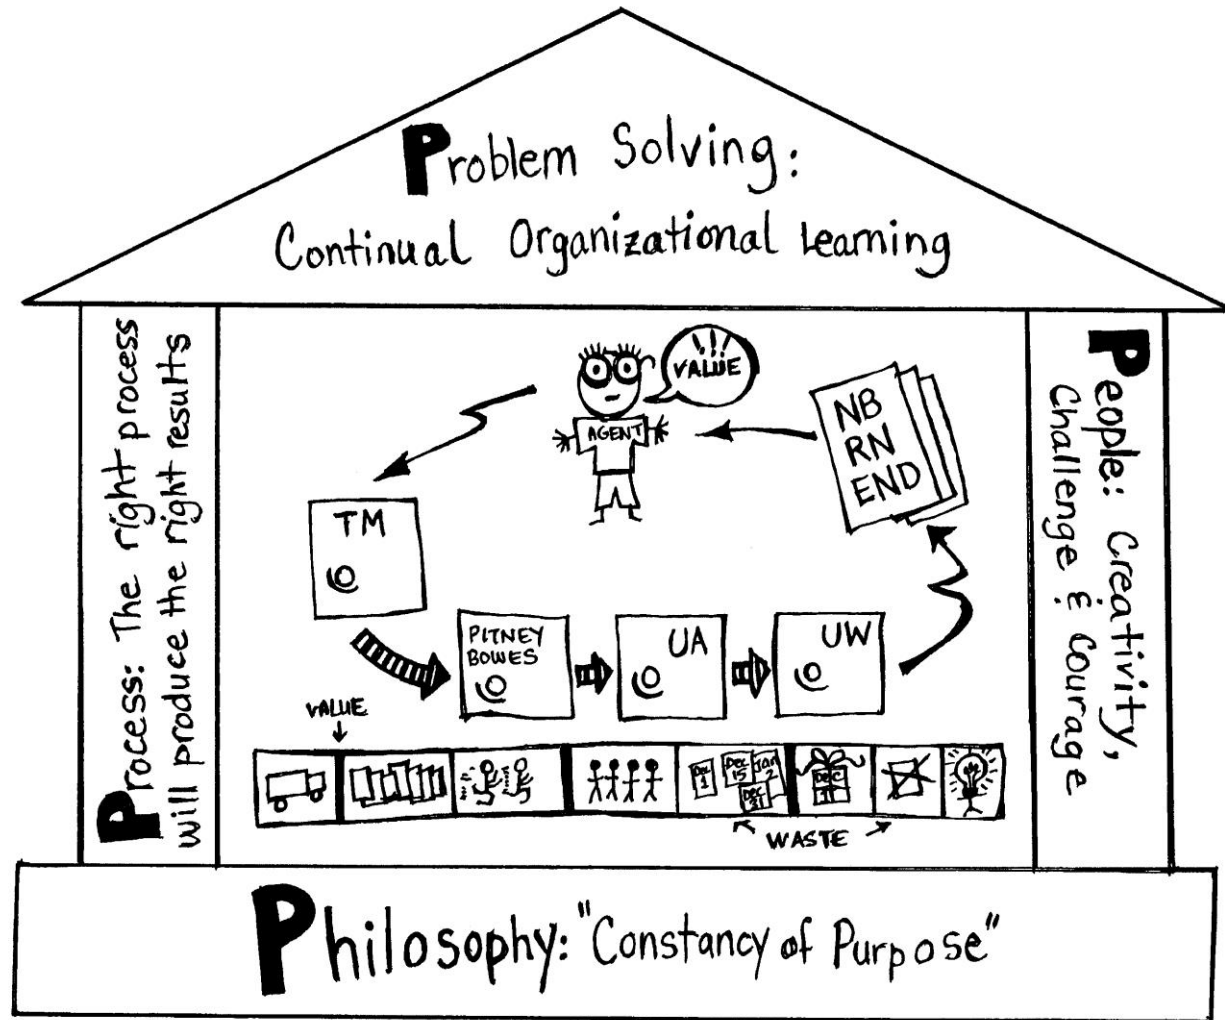 Problem Solving:
Continual Organizational Learning
Process: The right process
will produce the right results
!!!
VALUE
AGENT
NB
RN
END
TM
PITNEY
BOWES
UA
UW
VALUE
Dec
1
Dec
15
Jan
2
Dec
31
DEC
WASTE
People: Creativity,
Challenge & Courage
Philosophy: "Constancy of Purpose"